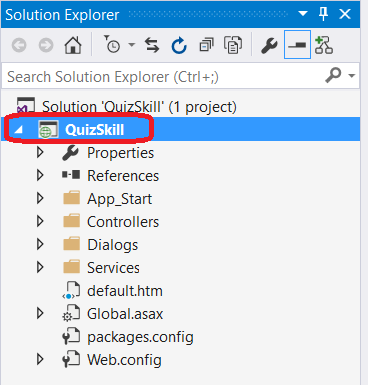 Solution Explorer
Search Solution Explorer (Ctrl+;)
Solution 'QuizSkill' (1 project)
QuizSkill
Properties
References
App_Start
Controllers
Dialogs
Services
default.htm
Global.asax
packages.config
Web.config